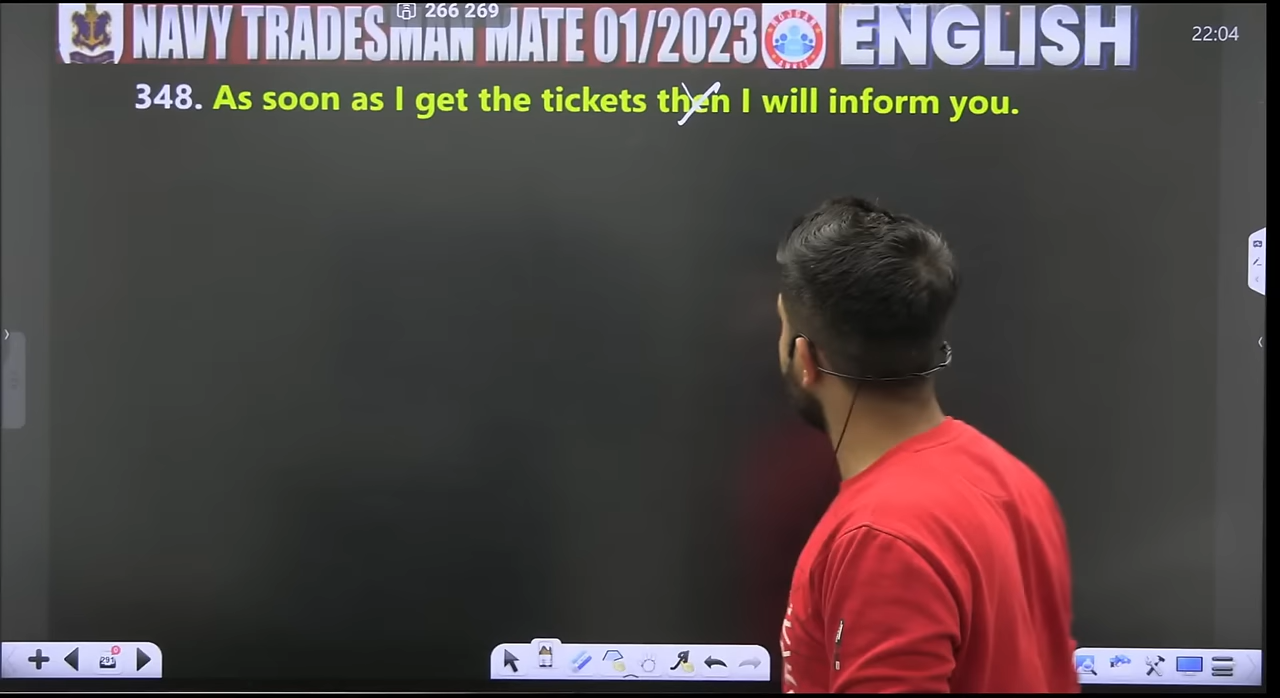 266 269
NAVY TRADESMAN MATE 01/2023 ENGLISH
22:04
348. As soon as I get the tickets then I will inform you.
291